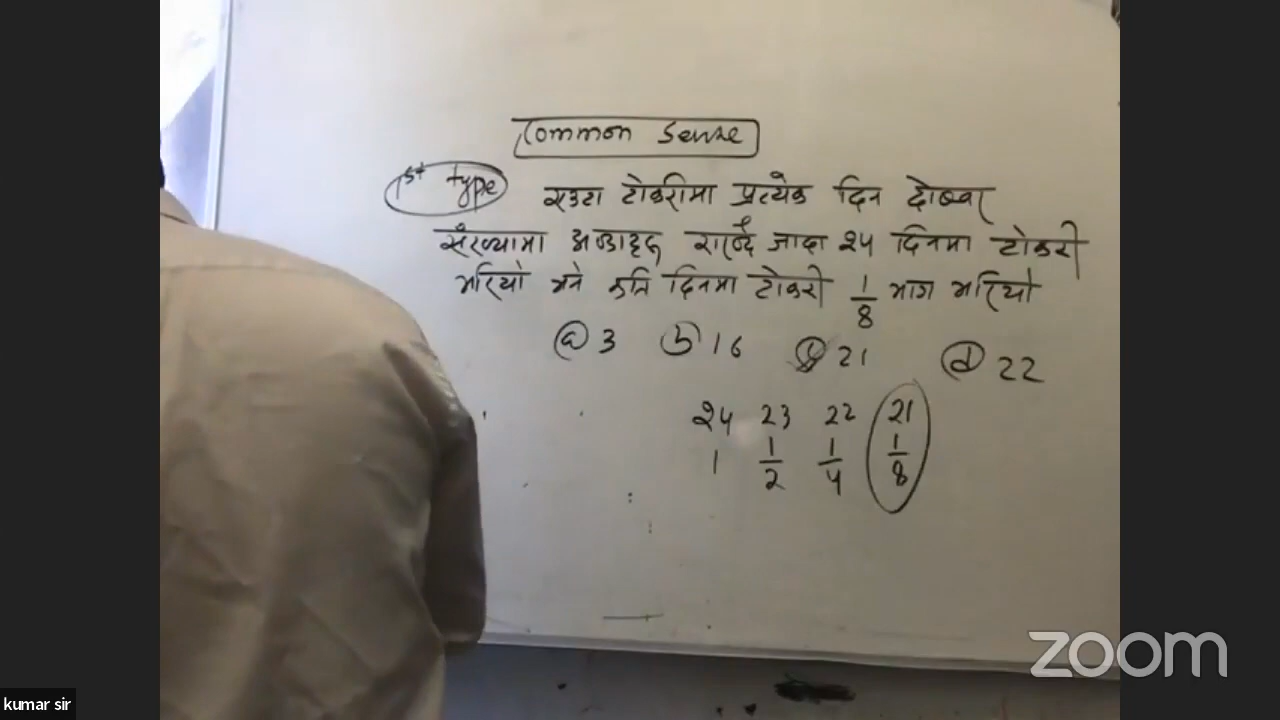 Common Sense
1st type एउटा टोकरीमा प्रत्येक दिन दोब्बर
संख्यामा अण्डाहरु राख्दै जादा २४ दिनमा टोकरी
भरियो भने कति दिनमा टोकरी 1/8 भाग भरियो
ⓐ 3 ⓑ 16 ⓒ 21 ⓓ 22
२४ 23 22 21
1 1/2 1/4 1/8
zoom
kumar sir